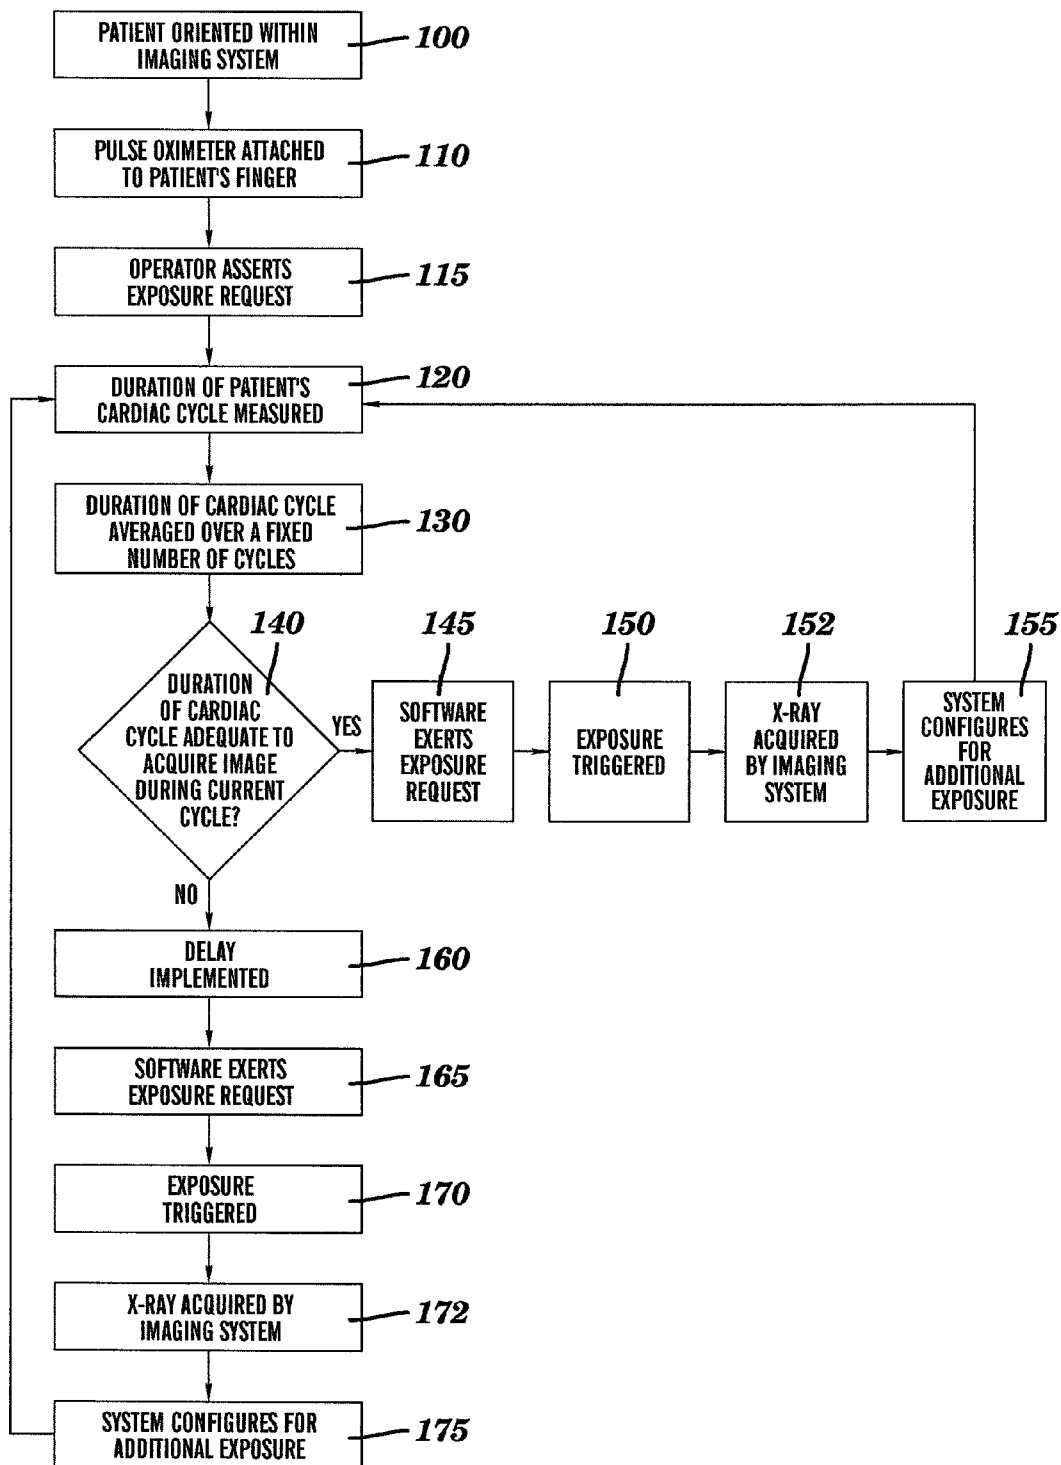 PATIENT ORIENTED WITHIN
IMAGING SYSTEM
100
PULSE OXIMETER ATTACHED
TO PATIENT'S FINGER
110
OPERATOR ASSERTS
EXPOSURE REQUEST
115
DURATION OF PATIENT'S
CARDIAC CYCLE MEASURED
120
DURATION OF CARDIAC CYCLE
AVERAGED OVER A FIXED
NUMBER OF CYCLES
130
140
DURATION
OF CARDIAC
CYCLE ADEQUATE TO
ACQUIRE IMAGE
DURING CURRENT
CYCLE?
YES
145
SOFTWARE
EXERTS
EXPOSURE
REQUEST
150
EXPOSURE
TRIGGERED
152
X-RAY
ACQUIRED
BY IMAGING
SYSTEM
155
SYSTEM
CONFIGURES
FOR
ADDITIONAL
EXPOSURE
NO
DELAY
IMPLEMENTED
160
SOFTWARE EXERTS
EXPOSURE REQUEST
165
EXPOSURE
TRIGGERED
170
X-RAY ACQUIRED BY
IMAGING SYSTEM
172
SYSTEM CONFIGURES FOR
ADDITIONAL EXPOSURE
175